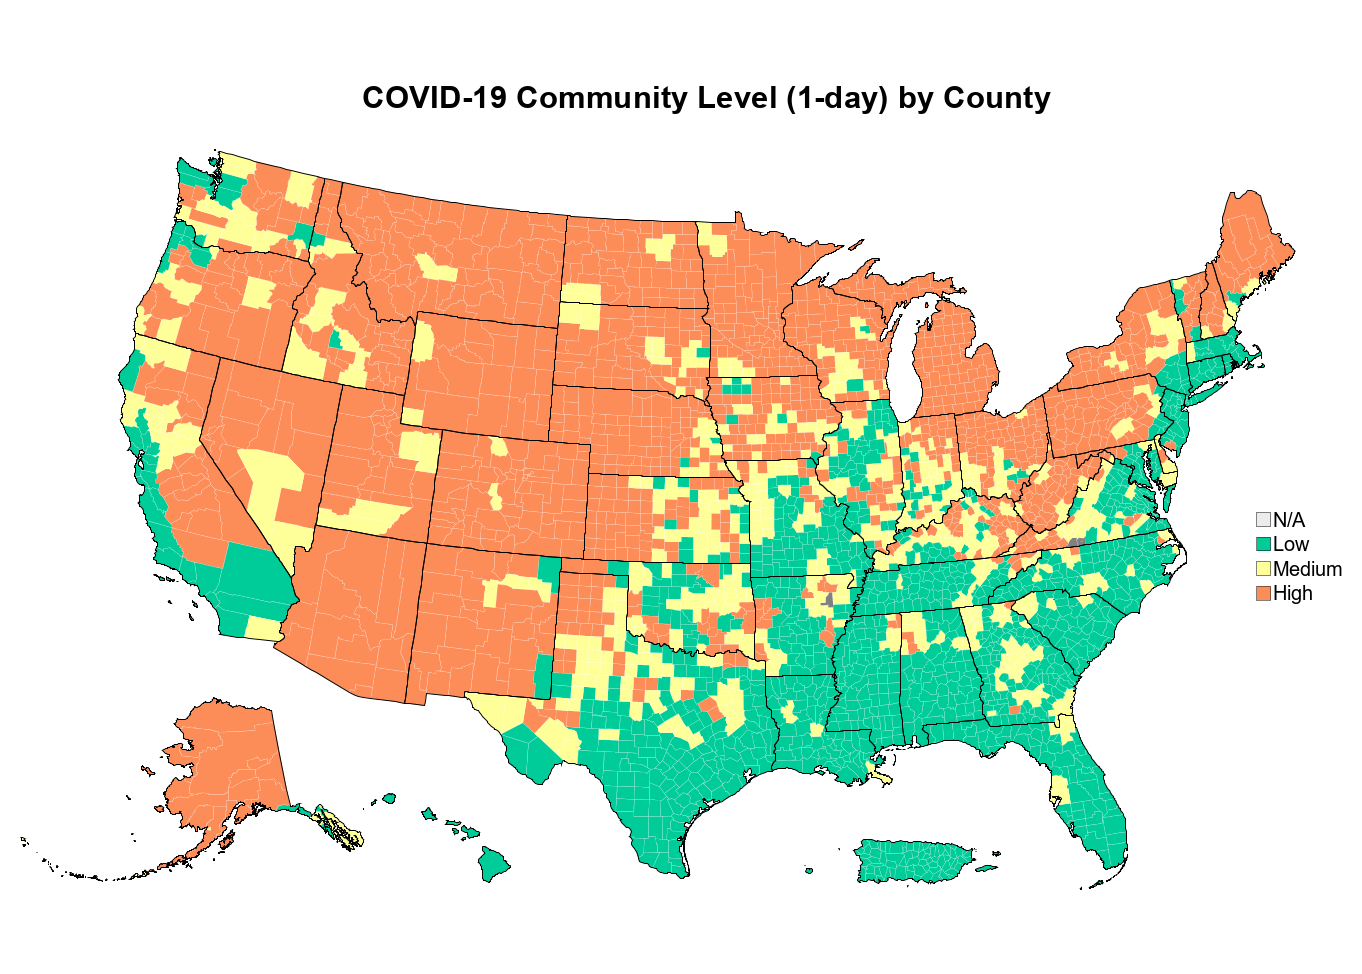 COVID-19 Community Level (1-day) by County
N/A
Low
Medium
High